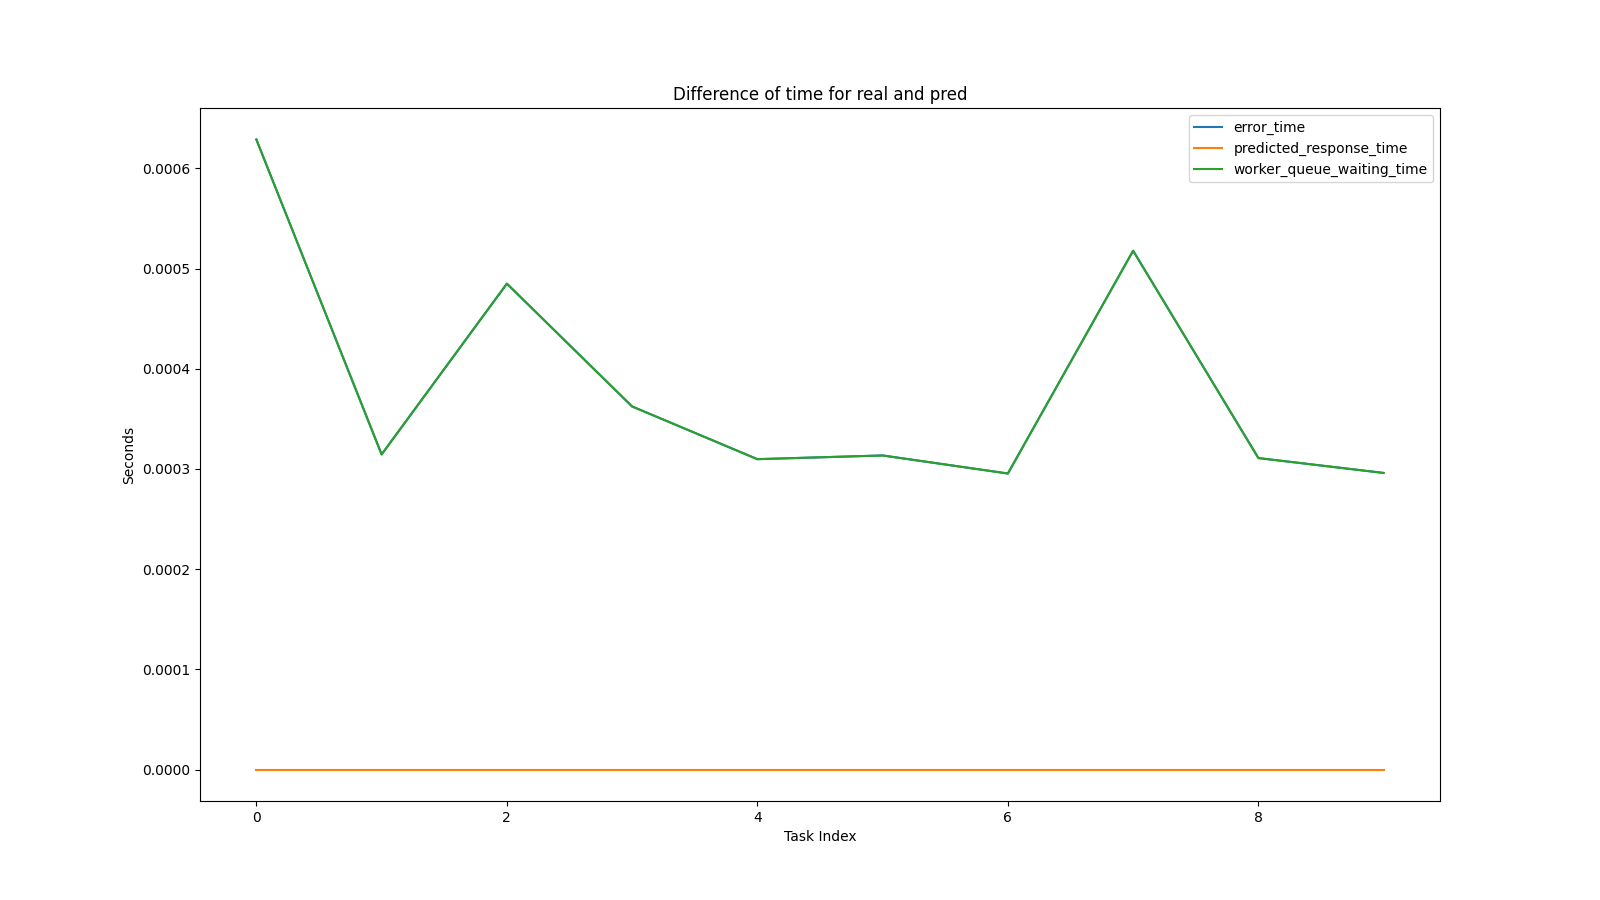 Difference of time for real and pred
error_time
predicted_response_time
worker_queue_waiting_time
0.0006
0.0005
0.0004
0.0003
0.0002
0.0001
0.0000
Seconds
0 2 4 6 8
Task Index